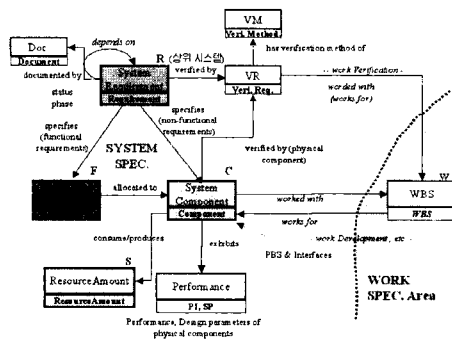 VM
Veri. Method
Doc
Document
depends on
R (상위 시스템)
has verification method of
documented by
System
Requirement
Requirement
verified by
VR
Veri. Req.
work Verification
status
phase
worked with
(works for)
specifies
(non-functional
requirements)
specifies
(functional
requirements)
SYSTEM
SPEC.
verified by (physical
component)
F
C
W
allocated to
System
Component
Component
worked with
WBS
WBS
works for
consume/produces
work Development, etc
exhibits
PBS & Interfaces
S
ResourceAmount
ResourceAmount
Performance
PI, SP
WORK
SPEC. Area
Performance, Design parameters of
physical components